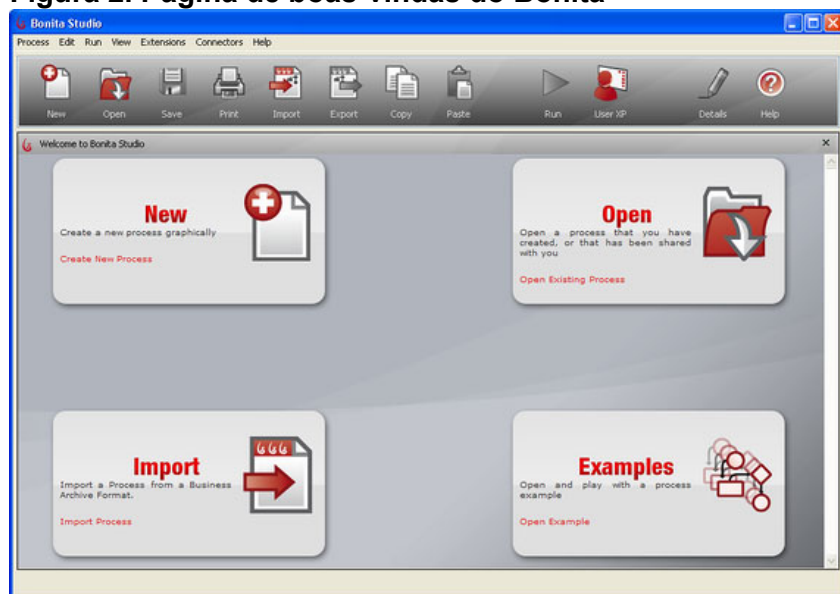 Figura 2. Página de boas-vindas do Bonita
Bonita Studio
Process Edit Run View Extensions Connectors Help
New Open Save Print Import Export Copy Paste Run User XP Details Help
Welcome to Bonita Studio
New
Create a new process graphically
Create New Process
Open
Open a process that you have
created, or that has been shared
with you
Open Existing Process
Import
Import a Process from a Business
Archive Format.
Import Process
Examples
Open and play with a process
example
Open Example